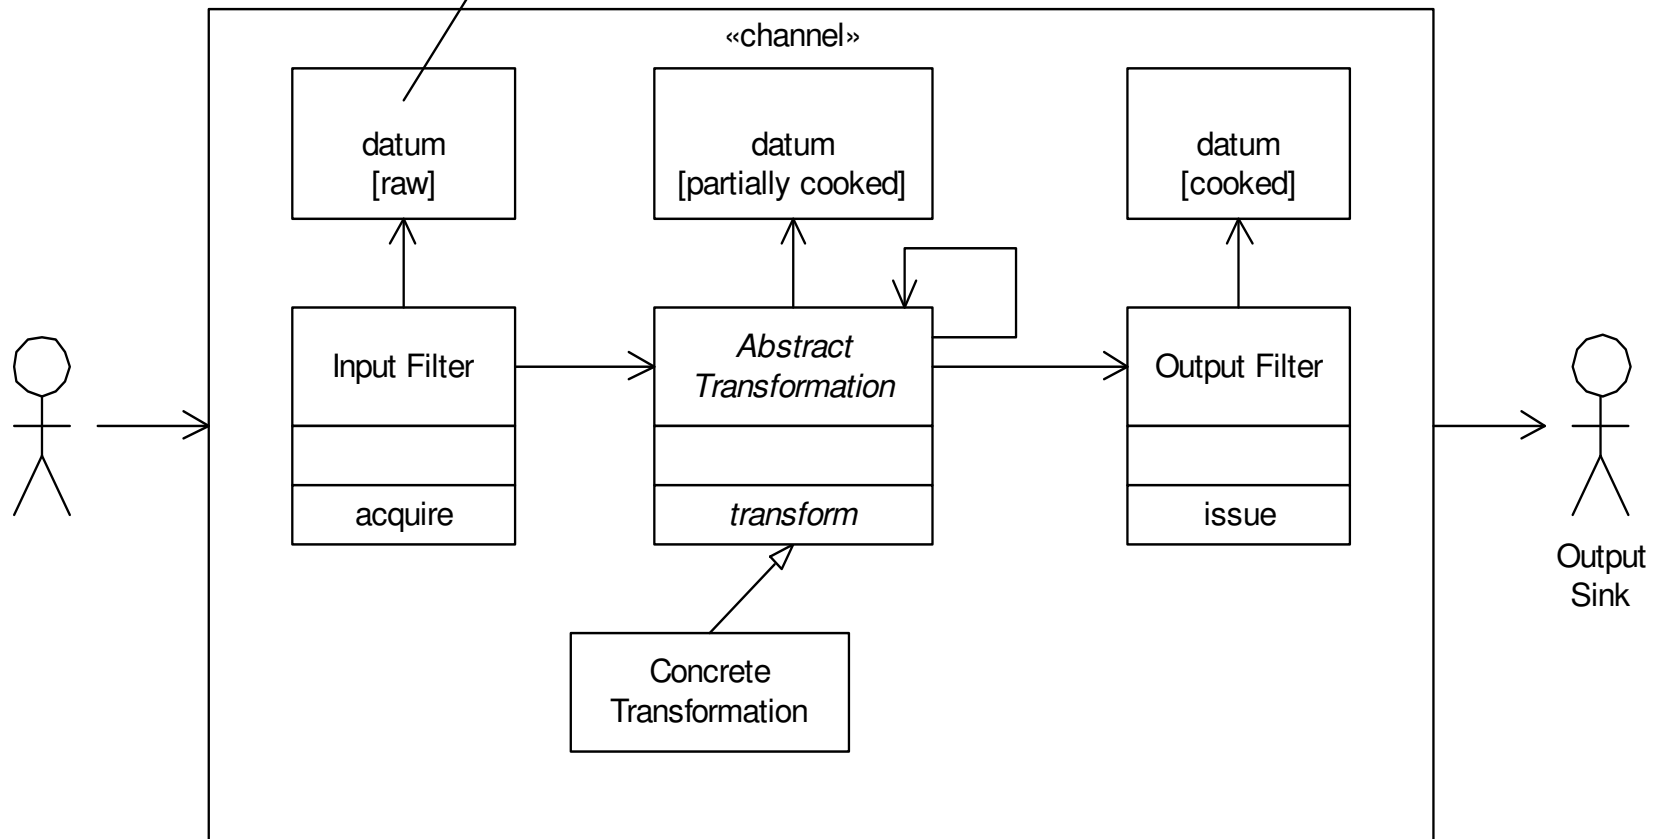 «channel»
datum
[raw]
datum
[partially cooked]
datum
[cooked]
Input Filter
acquire
Abstract
Transformation
transform
Output Filter
issue
Output
Sink
Concrete
Transformation